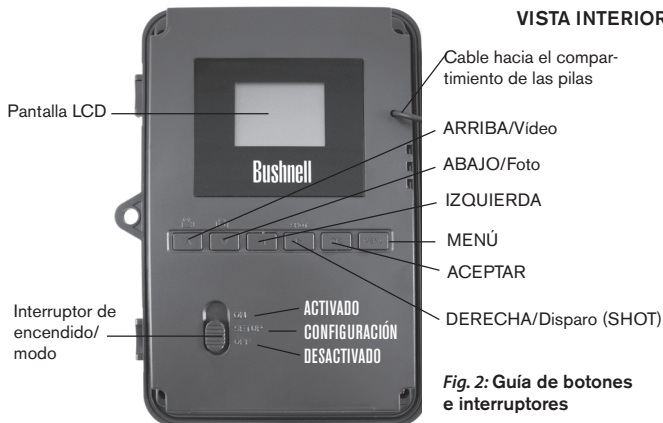 VISTA INTERIOR
Cable hacia el compar-
timiento de las pilas
Pantalla LCD
ARRIBA/Vídeo
Bushnell
ABAJO/Foto
IZQUIERDA
MENÚ
ACEPTAR
DERECHA/Disparo (SHOT)
Interruptor de
encendido/
modo
ON
ACTIVADO
SETUP
CONFIGURACIÓN
OFF
DESACTIVADO
Fig. 2: Guía de botones
e interruptores